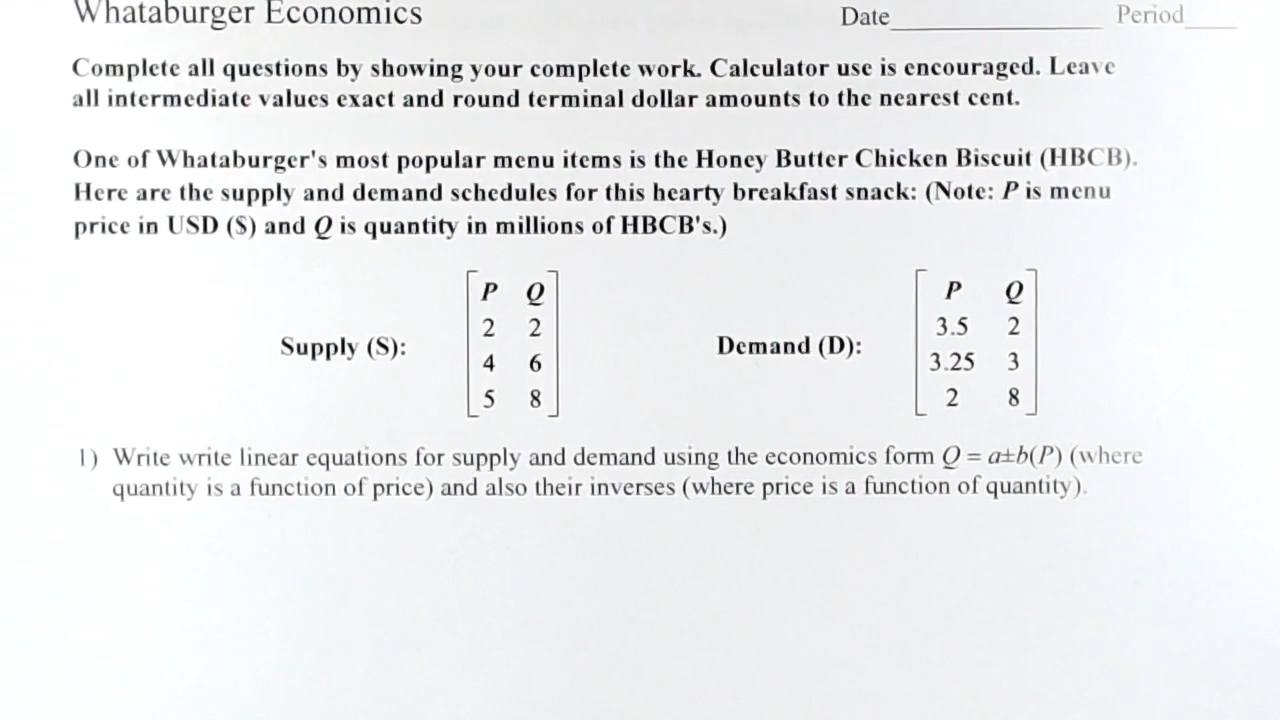 Whataburger Economics Date____________ Period____
Complete all questions by showing your complete work. Calculator use is encouraged. Leave
all intermediate values exact and round terminal dollar amounts to the nearest cent.
One of Whataburger's most popular menu items is the Honey Butter Chicken Biscuit (HBCB).
Here are the supply and demand schedules for this hearty breakfast snack: (Note: P is menu
price in USD ($) and Q is quantity in millions of HBCB's.)
Supply (S):
P Q
2 2
4 6
5 8
Demand (D):
P Q
3.5 2
3.25 3
2 8
1) Write write linear equations for supply and demand using the economics form Q = a±b(P) (where
quantity is a function of price) and also their inverses (where price is a function of quantity).